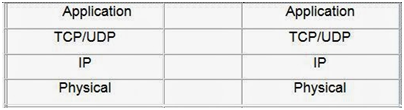 Application Application
TCP/UDP TCP/UDP
IP IP
Physical Physical